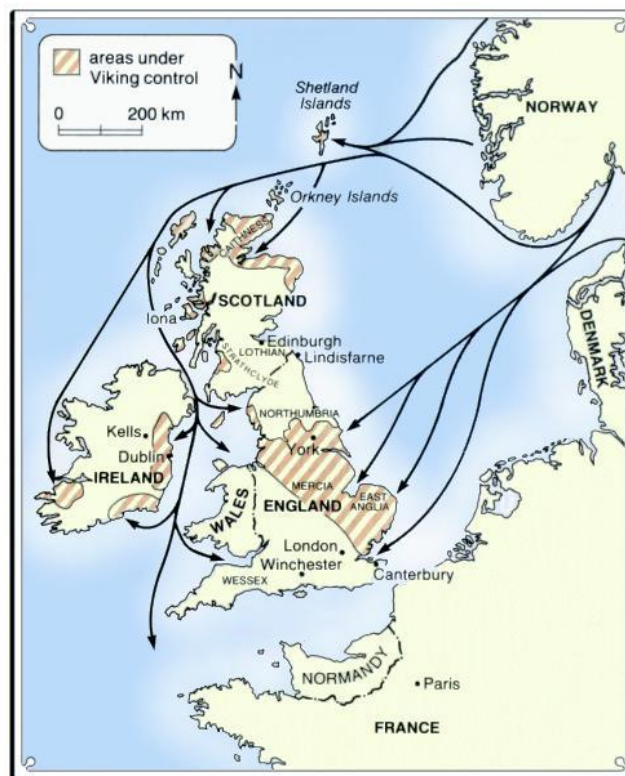 areas under
Viking control
N
0 200 km
Shetland
Islands
NORWAY
Orkney Islands
CAITHNESS
SCOTLAND
Iona
DENMARK
Edinburgh
LOTHIAN
Lindisfarne
STRATHCLYDE
NORTHUMBRIA
Kells
York
Dublin
IRELAND
MERCIA
EAST
ANGLIA
WALES
ENGLAND
London
Winchester
Canterbury
WESSEX
NORMANDY
Paris
FRANCE